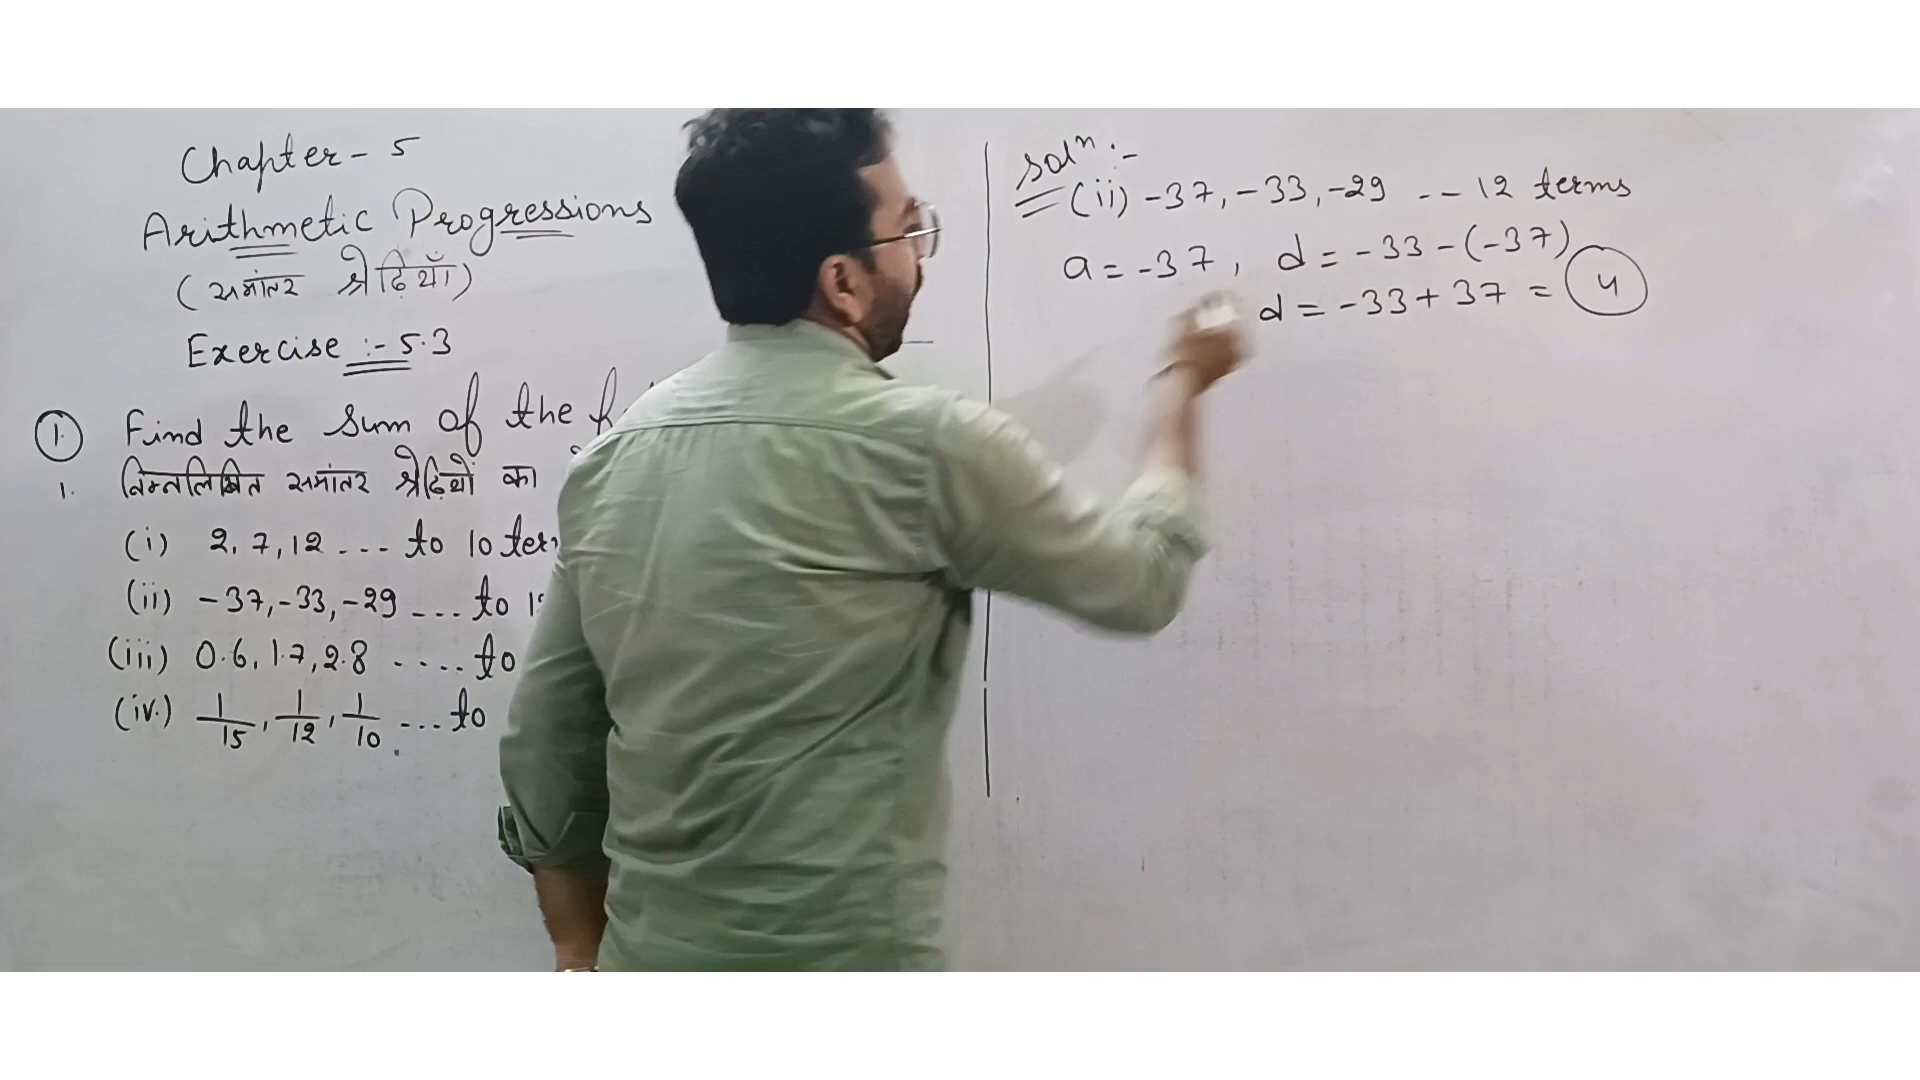 Chapter - 5
Arithmetic Progressions
(समांतर श्रेढ़ियाँ)
Exercise :- 5.3
1. Find the sum of the
1. निम्नलिखित समांतर श्रेढ़ियों का
(i) 2, 7, 12 ... to 10 ter
(ii) -37, -33, -29 ... to 1
(iii) 0.6, 1.7, 2.8 .... to
(iv.) 1/15, 1/12, 1/10 ... to
Solⁿ :-
(ii) -37, -33, -29 -- 12 terms
a = -37, d = -33 - (-37)
d = -33 + 37 = 4